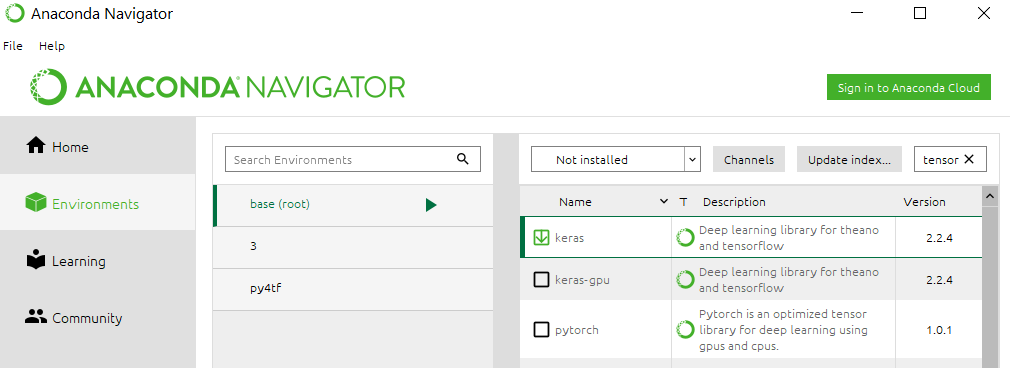 Anaconda Navigator
File Help
ANACONDA NAVIGATOR
Sign in to Anaconda Cloud
Home
Environments
Learning
Community
Search Environments
base (root)
3
py4tf
Not installed
Channels
Update index...
tensor
Name T Description Version
keras Deep learning library for theano 2.2.4
and tensorflow
keras-gpu Deep learning library for theano 2.2.4
and tensorflow
pytorch Pytorch is an optimized tensor 1.0.1
library for deep learning using
gpus and cpus.